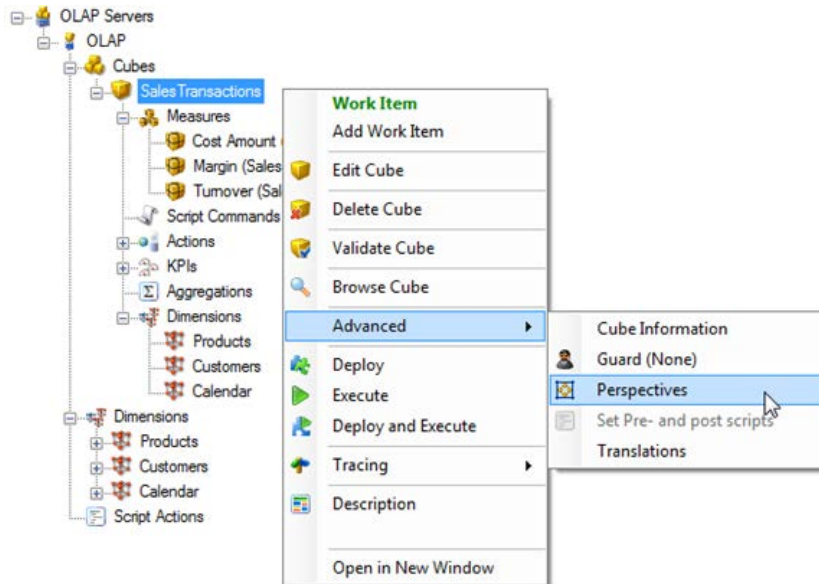 OLAP Servers
OLAP
Cubes
SalesTransactions
Measures
Cost Amount
Margin (Sales
Turnover (Sal
Script Commands
Actions
KPIs
Aggregations
Dimensions
Products
Customers
Calendar
Dimensions
Products
Customers
Calendar
Script Actions
Work Item
Add Work Item
Edit Cube
Delete Cube
Validate Cube
Browse Cube
Advanced
Deploy
Execute
Deploy and Execute
Tracing
Description
Open in New Window
Cube Information
Guard (None)
Perspectives
Set Pre- and post scripts
Translations